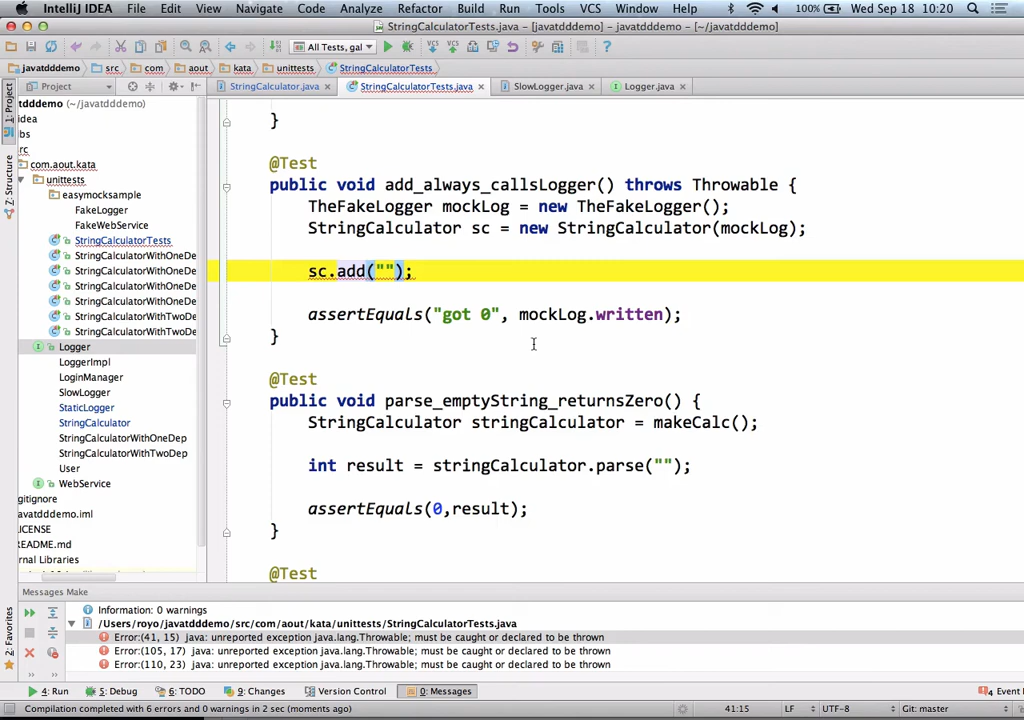 IntelliJ IDEA File Edit View Navigate Code Analyze Refactor Build Run Tools VCS Window Help 100% Wed Sep 18 10:20
StringCalculatorTests.java - [javatdddemo] - javatdddemo - [~/javatdddemo]
All Tests, gal
javatdddemo src com aout kata unittests StringCalculatorTests
Project StringCalculator.java StringCalculatorTests.java SlowLogger.java Logger.java
1: Project
Z: Structure
Favorites
tdddemo (~/javatdddemo)
idea
bs
rc
com.aout.kata
unittests
easymocksample
FakeLogger
FakeWebService
StringCalculatorTests
StringCalculatorWithOneDe
StringCalculatorWithOneDe
StringCalculatorWithOneDe
StringCalculatorWithOneDe
StringCalculatorWithTwoDe
StringCalculatorWithTwoDe
Logger
LoggerImpl
LoginManager
SlowLogger
StaticLogger
StringCalculator
StringCalculatorWithOneDep
StringCalculatorWithTwoDep
User
WebService
gitignore
avatdddemo.iml
ICENSE
README.md
rnal Libraries
}
@Test
public void add_always_callsLogger() throws Throwable {
TheFakeLogger mockLog = new TheFakeLogger();
StringCalculator sc = new StringCalculator(mockLog);
sc.add("");
assertEquals("got 0", mockLog.written);
}
@Test
public void parse_emptyString_returnsZero() {
StringCalculator stringCalculator = makeCalc();
int result = stringCalculator.parse("");
assertEquals(0,result);
}
@Test
Messages Make
Information: 0 warnings
/Users/royo/javatdddemo/src/com/aout/kata/unittests/StringCalculatorTests.java
Error:(41, 15) java: unreported exception java.lang.Throwable; must be caught or declared to be thrown
Error:(105, 17) java: unreported exception java.lang.Throwable; must be caught or declared to be thrown
Error:(110, 23) java: unreported exception java.lang.Throwable; must be caught or declared to be thrown
4: Run 5: Debug 6: TODO 9: Changes Version Control 0: Messages Event
Compilation completed with 6 errors and 0 warnings in 2 sec (moments ago) 41:15 LF UTF-8 Git: master